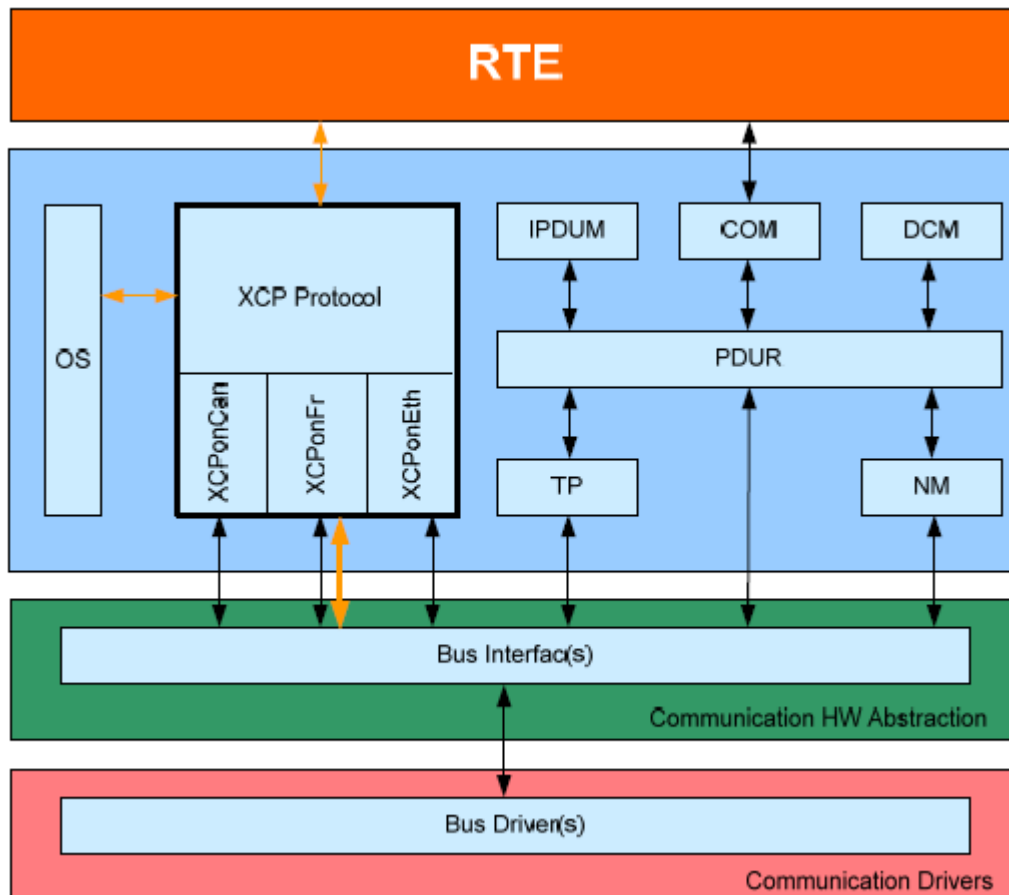 RTE
IPDUM
COM
DCM
XCP Protocol
OS
PDUR
XCPonCan
XCPonFr
XCPonEth
TP
NM
Bus Interfac(s)
Communication HW Abstraction
Bus Driver(s)
Communication Drivers